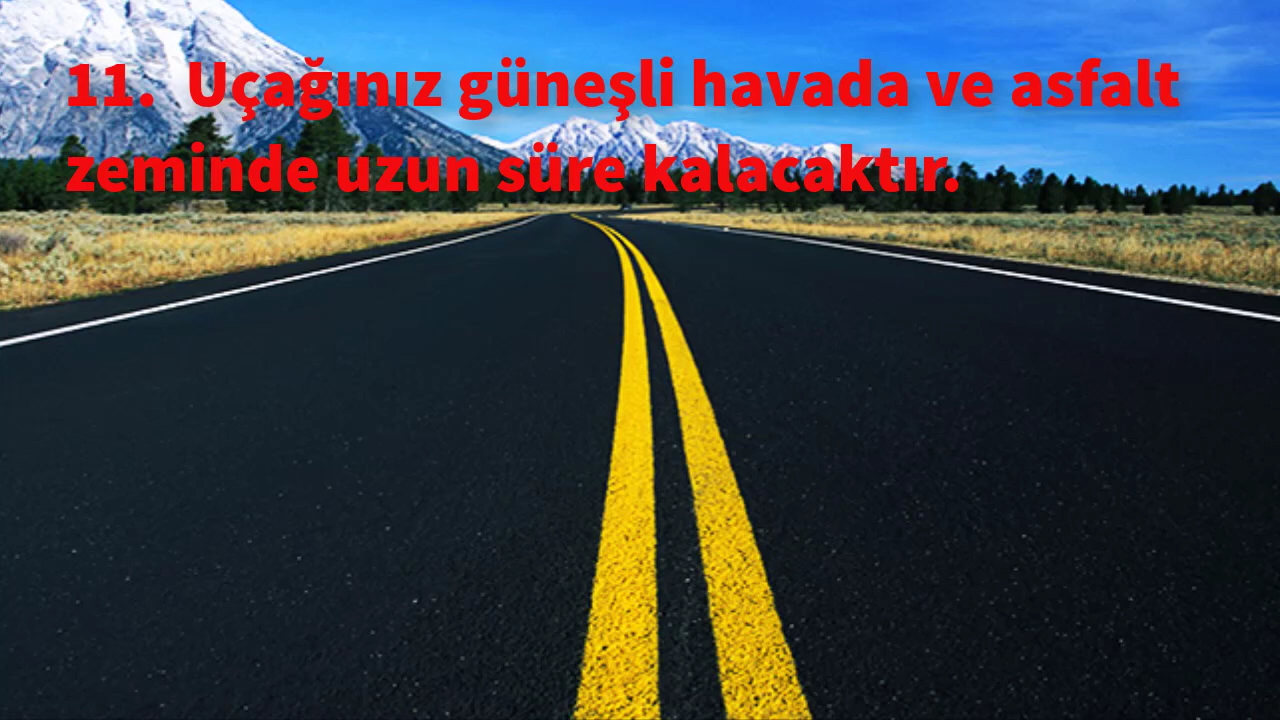 11. Uçağınız güneşli havada ve asfalt
zeminde uzun süre kalacaktır.